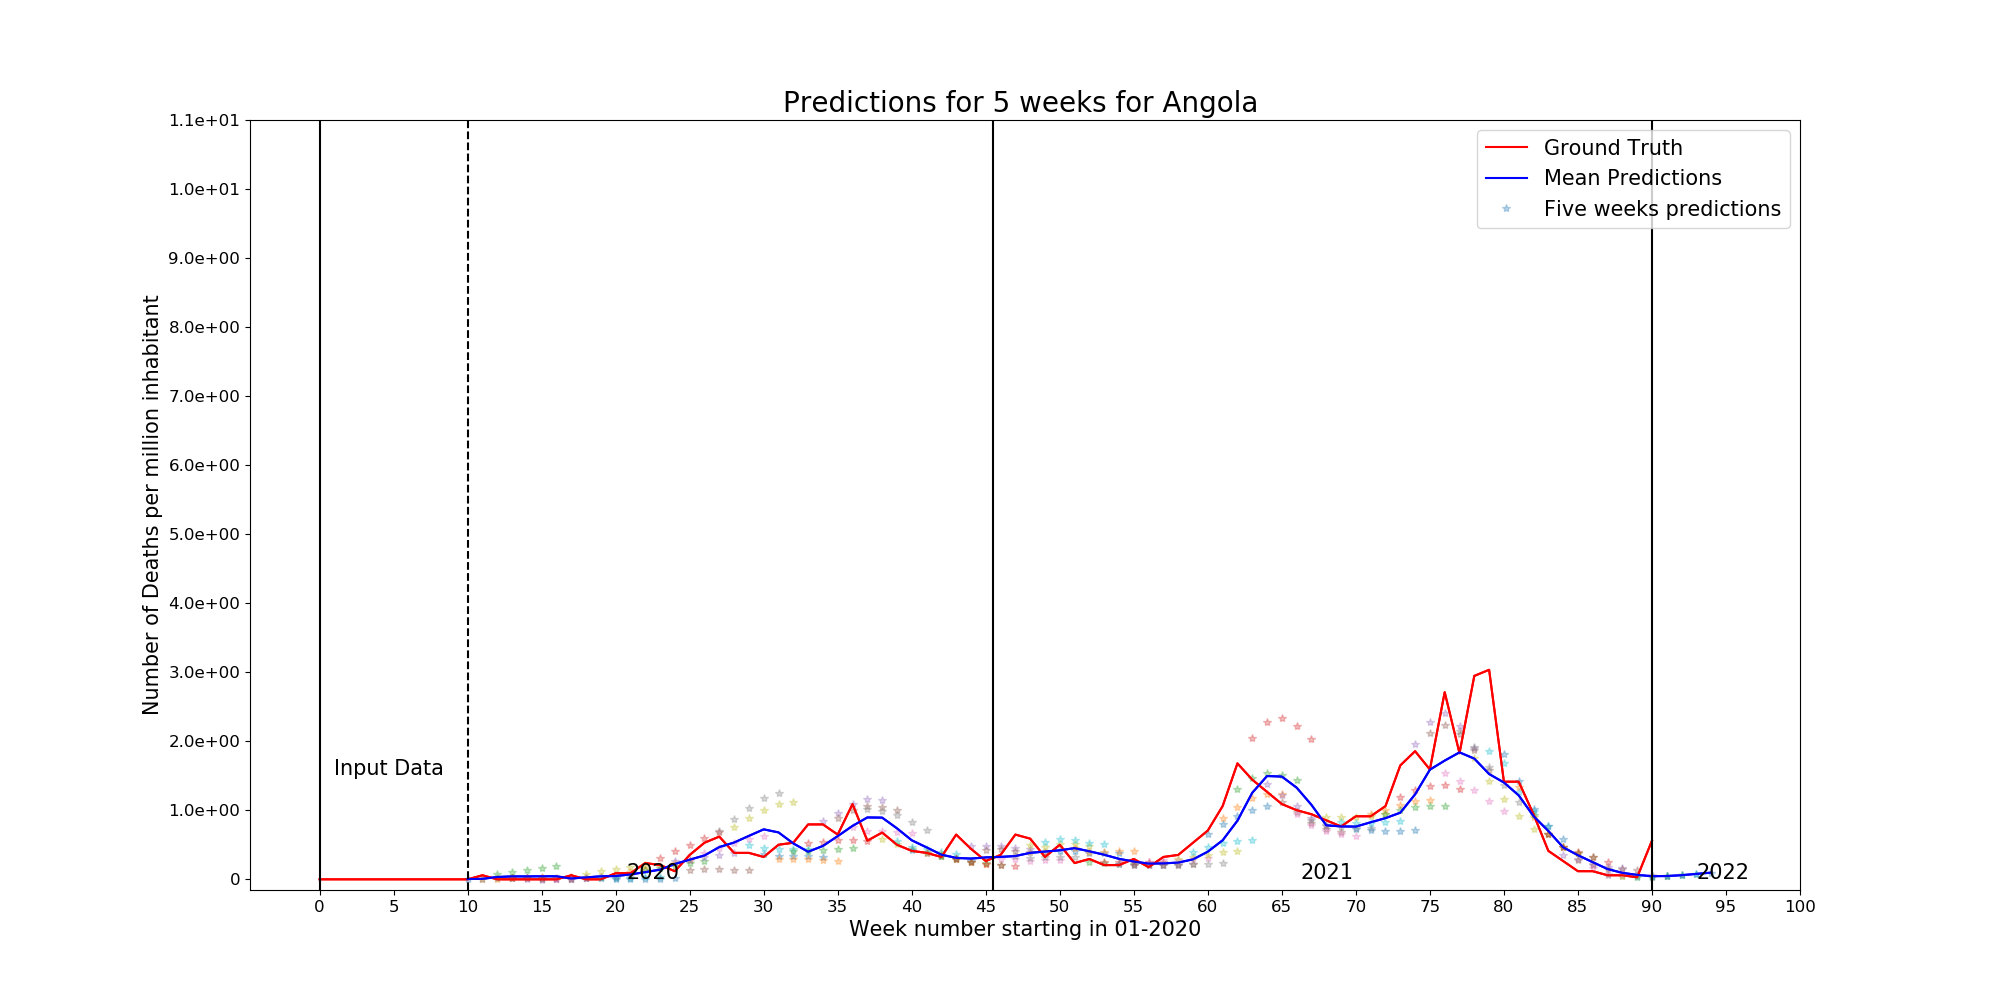 Predictions for 5 weeks for Angola
1.1e+01
1.0e+01
9.0e+00
8.0e+00
7.0e+00
6.0e+00
5.0e+00
4.0e+00
3.0e+00
2.0e+00
1.0e+00
0
Number of Deaths per million inhabitant
Ground Truth
Mean Predictions
Five weeks predictions
Input Data
2020
2021
2022
0 5 10 15 20 25 30 35 40 45 50 55 60 65 70 75 80 85 90 95 100
Week number starting in 01-2020